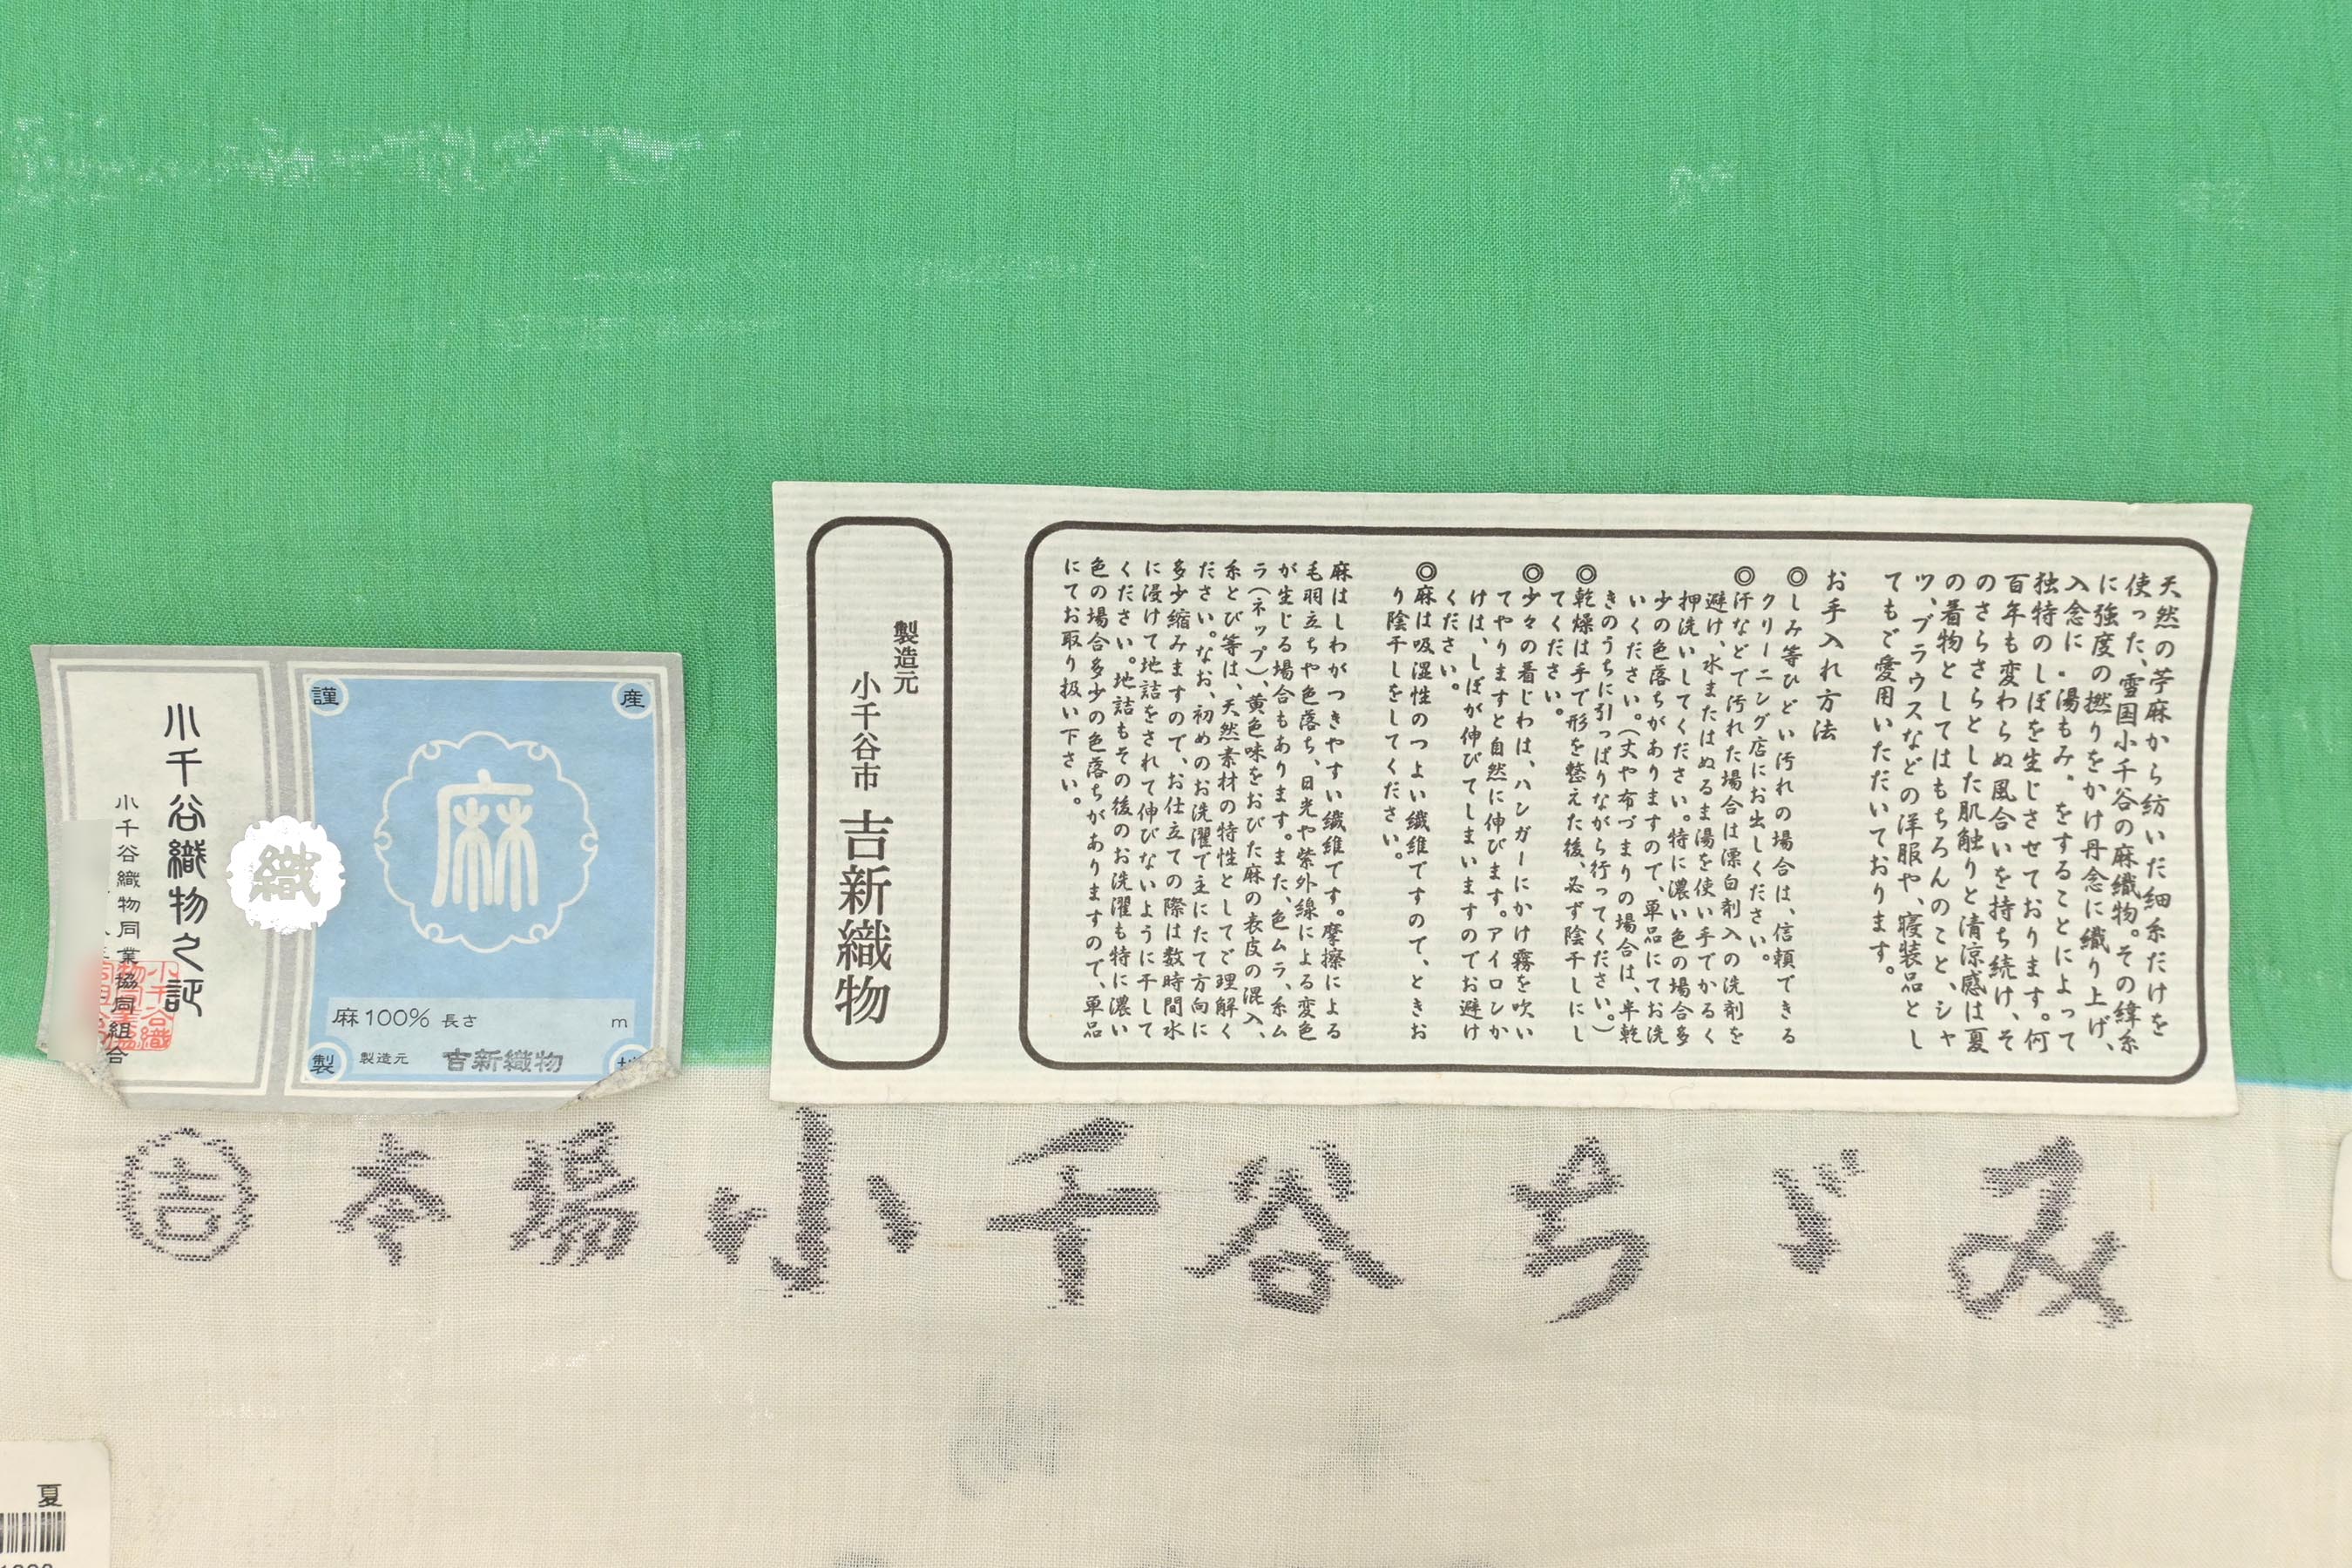 天然の苧麻から紡いだ細糸だけを
使った、雪国小千谷の麻織物。その緯糸
に強度の撚りをかけ丹念に織り上げ、
入念に・湯もみ・をすることによって
独特のしぼを生じさせております。何
百年も変わらぬ風合いを持ち続け、そ
のさらさらとした肌触りと清涼感は夏
の着物としてはもちろんのこと、シャ
ツ、ブラウスなどの洋服や、寝装品とし
てもご愛用いただいております。
お手入れ方法
◎しみ等ひどい汚れの場合は、信頼できる
クリーニング店にお出しください。
◎汗などで汚れた場合は漂白剤入の洗剤を
避け、水またはぬるま湯を使い手でかるく
押洗いしてください。特に濃い色の場合多
少の色落ちがありますので、単品にてお洗
いください。(丈や布づまりの場合は、半乾
きのうちに引っぱりながら行ってください。)
◎乾燥は手で形を整えた後、必ず陰干しにし
てください。
◎少々の着じわは、ハンガーにかけ霧を吹い
てやりますと自然に伸びます。アイロンか
けは、しぼが伸びてしまいますのでお避け
ください。
◎麻は吸湿性のつよい繊維ですので、ときお
り陰干しをしてください。
麻はしわがつきやすい繊維です。摩擦による
毛羽立ちや色落ち、日光や紫外線による変色
が生じる場合もあります。また、色ムラ、糸ム
ラ(ネップ)、黄色味をおびた麻の表皮の混入、
糸とび等は、天然素材の特性としてご理解く
ださい。なお、初めのお洗濯で主にたて方向に
多少縮みますので、お仕立ての際は数時間水
に浸けて地詰をされて伸びないように干して
ください。地詰もその後のお洗濯も特に濃い
色の場合多少の色落ちがありますので、単品
にてお取り扱い下さい。
製造元
小千谷市 吉新織物
謹
産
麻
麻100% 長さ m
製
製造元 吉新織物
織
小千谷織物之証
小千谷織物同業協同組合
吉 本場小千谷ちぢみ
夏